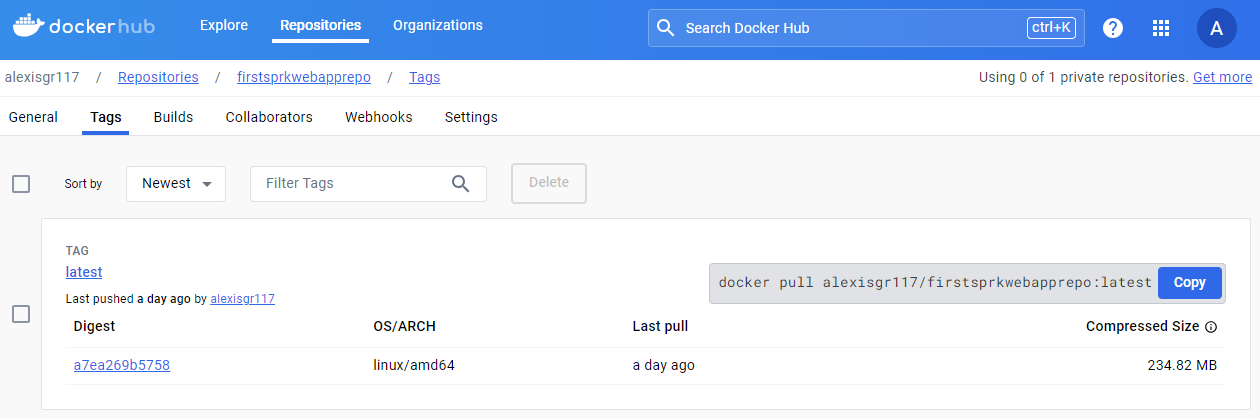 dockerhub Explore Repositories Organizations Search Docker Hub ctrl+K ? A
alexisgr117 / Repositories / firstsprkwebapprepo / Tags Using 0 of 1 private repositories. Get more
General Tags Builds Collaborators Webhooks Settings
Sort by Newest Filter Tags Delete
TAG
latest
docker pull alexisgr117/firstsprkwebapprepo:latest Copy
Last pushed a day ago by alexisgr117
Digest OS/ARCH Last pull Compressed Size
a7ea269b5758 linux/amd64 a day ago 234.82 MB